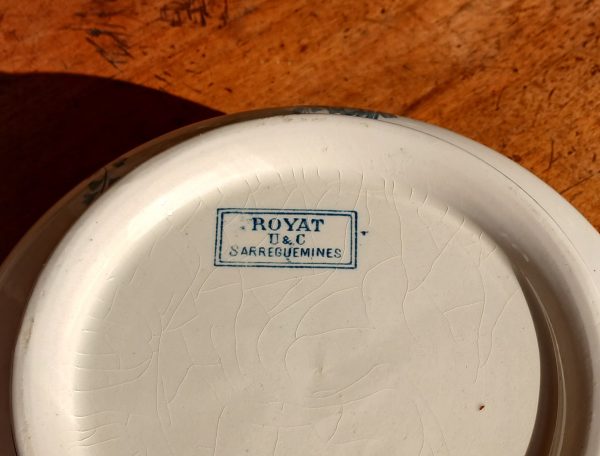 ROYAT
U & C
SARREGUEMINES